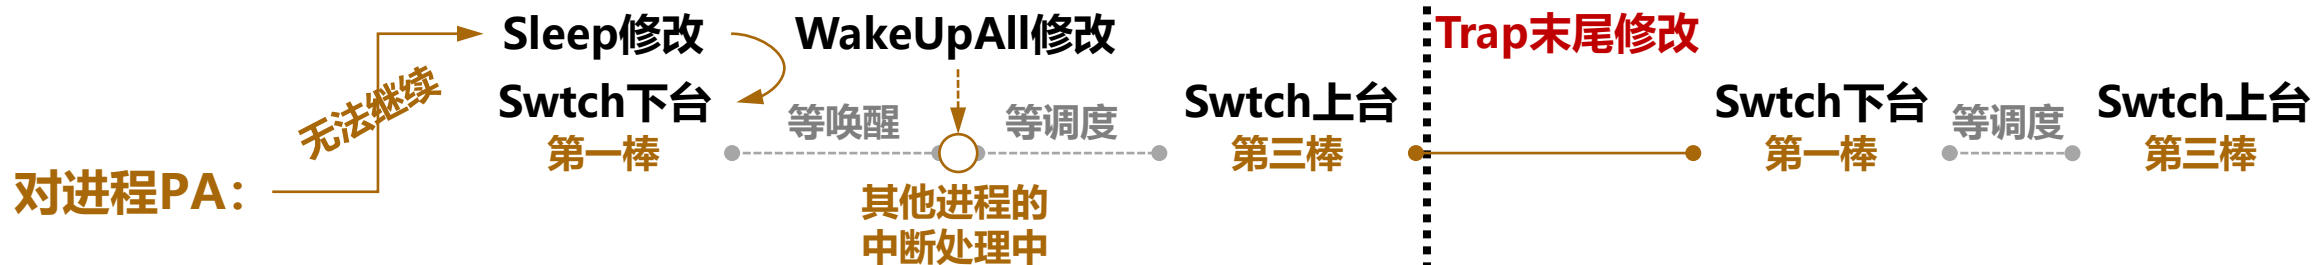 对进程PA：
无法继续
Sleep修改
Swtch下台
第一棒
等唤醒
WakeUpAll修改
其他进程的
中断处理中
等调度
Swtch上台
第三棒
Trap末尾修改
Swtch下台
第一棒
等调度
Swtch上台
第三棒